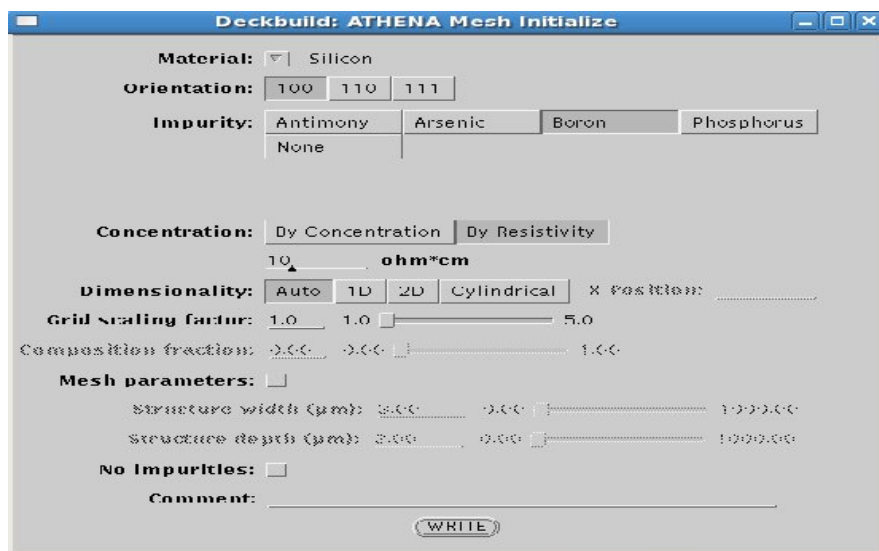 Deckbuild: ATHENA Mesh Initialize
Material: Silicon
Orientation: 100 110 111
Impurity: Antimony Arsenic Boron Phosphorus
None
Concentration: By Concentration By Resistivity
10 ohm*cm
Dimensionality: Auto 1D 2D Cylindrical X Position:
Grid scaling factor: 1.0 1.0 5.0
Composition fraction: 0.00 0.00 1.00
Mesh parameters:
Structure width (μm): 0.00 1000.00
Structure depth (μm): 0.00 1000.00
No Impurities:
Comment:
WRITE